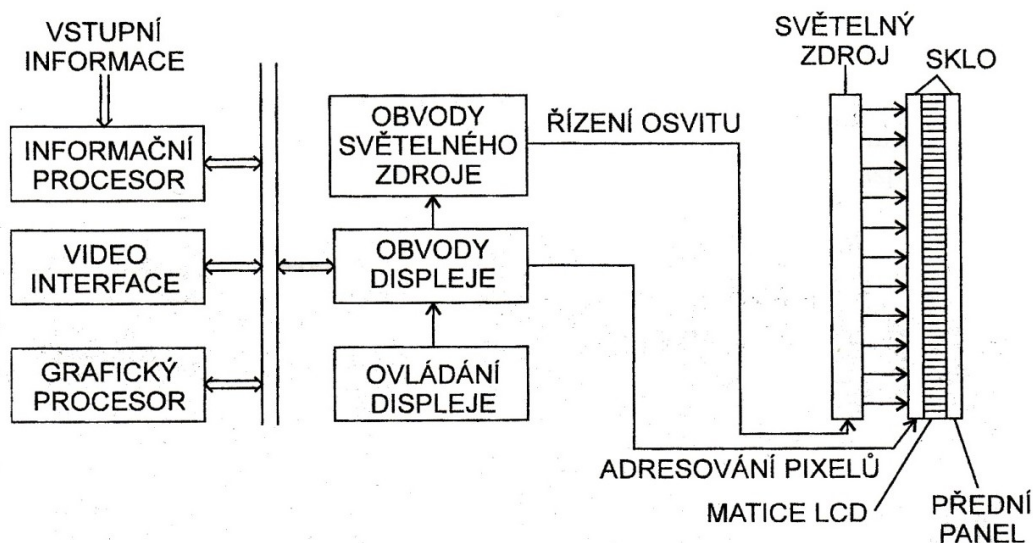 VSTUPNÍ
INFORMACE
INFORMAČNÍ
PROCESOR
VIDEO
INTERFACE
GRAFICKÝ
PROCESOR
OBVODY
SVĚTELNÉHO
ZDROJE
OBVODY
DISPLEJE
OVLÁDÁNÍ
DISPLEJE
ŘÍZENÍ OSVITU
ADRESOVÁNÍ PIXELŮ
SVĚTELNÝ
ZDROJ
SKLO
MATICE LCD
PŘEDNÍ
PANEL